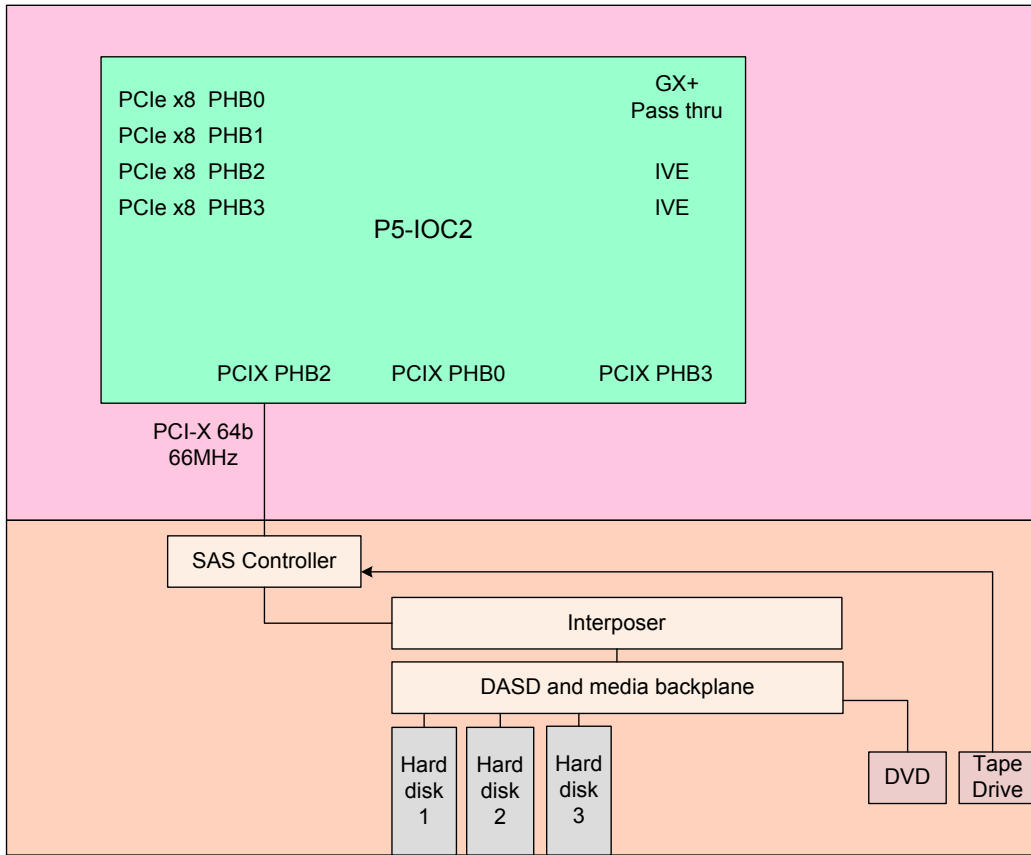 PCIe x8 PHB0
PCIe x8 PHB1
PCIe x8 PHB2
PCIe x8 PHB3
GX+
Pass thru
IVE
IVE
P5-IOC2
PCIX PHB2
PCIX PHB0
PCIX PHB3
PCI-X 64b
66MHz
SAS Controller
Interposer
DASD and media backplane
Hard
disk
1
Hard
disk
2
Hard
disk
3
DVD
Tape
Drive